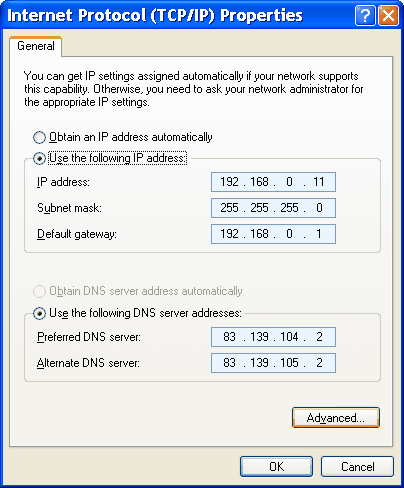 Internet Protocol (TCP/IP) Properties
General
You can get IP settings assigned automatically if your network supports
this capability. Otherwise, you need to ask your network administrator for
the appropriate IP settings.
Obtain an IP address automatically
Use the following IP address:
IP address: 192 . 168 . 0 . 11
Subnet mask: 255 . 255 . 255 . 0
Default gateway: 192 . 168 . 0 . 1
Obtain DNS server address automatically
Use the following DNS server addresses:
Preferred DNS server: 83 . 139 . 104 . 2
Alternate DNS server: 83 . 139 . 105 . 2
Advanced...
OK Cancel